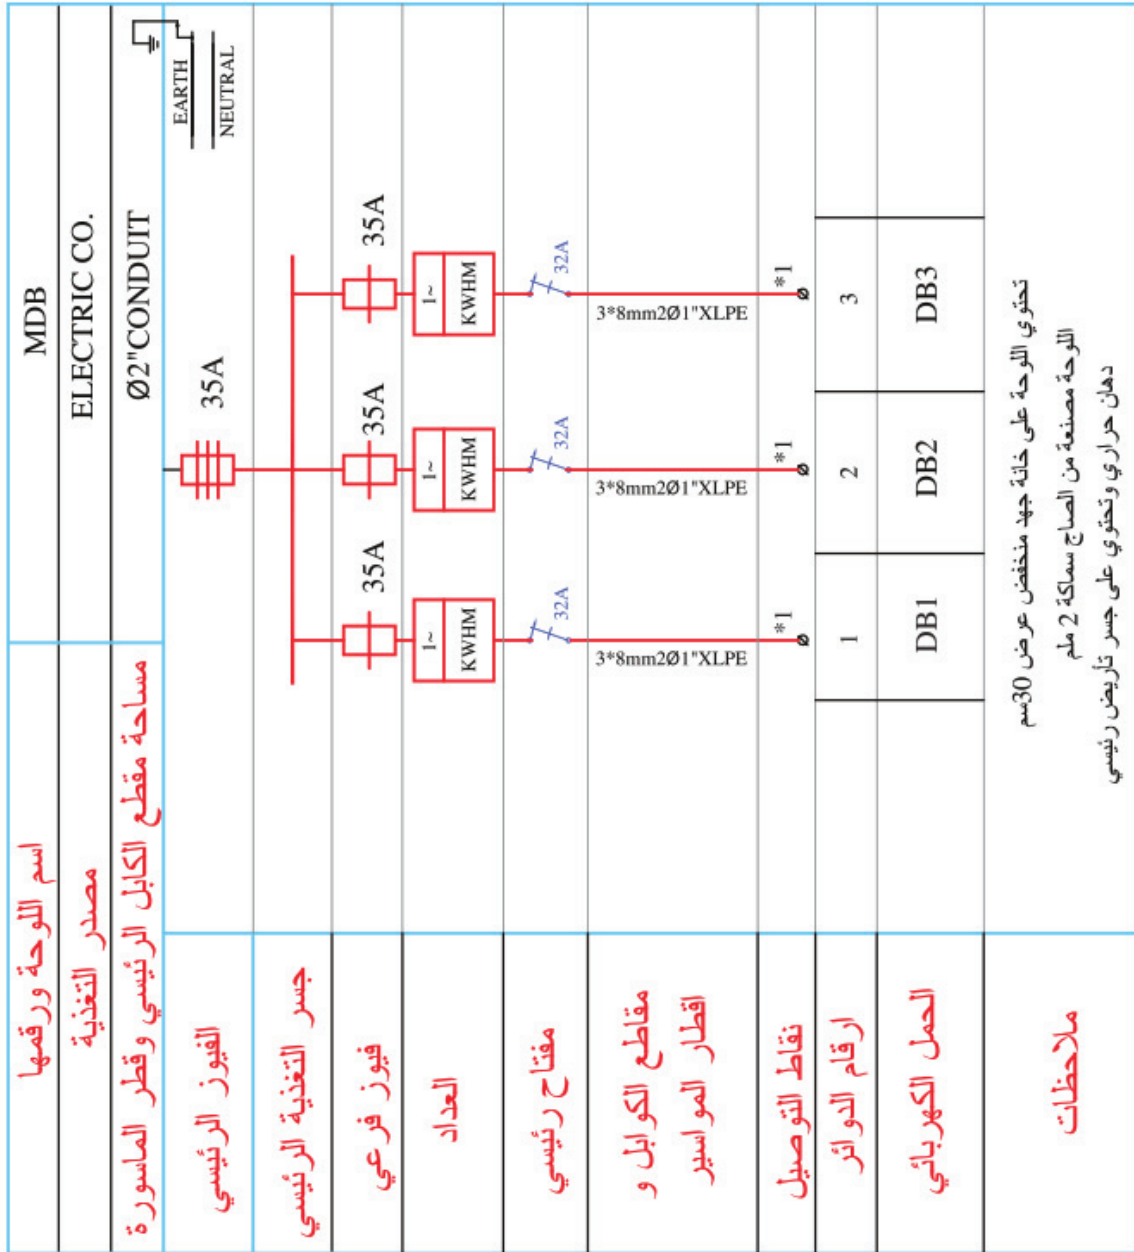 اسم اللوحة ورقمها
MDB
مصدر التغذية
ELECTRIC CO.
مساحة مقطع الكابل الرئيسي وقطر الماسورة
Ø2"CONDUIT
الفيوز الرئيسي
35A
EARTH
NEUTRAL
جسر التغذية الرئيسي
فيوز فرعي
35A
35A
35A
العداد
1~
KWHM
1~
KWHM
1~
KWHM
مفتاح رئيسي
32A
32A
32A
مقاطع الكوابل و
اقطار المواسير
3*8mm2Ø1"XLPE
3*8mm2Ø1"XLPE
3*8mm2Ø1"XLPE
نقاط التوصيل
*1
*1
*1
ارقام الدوائر
1
2
3
الحمل الكهربائي
DB1
DB2
DB3
ملاحظات
تحتوي اللوحة على خانة جهد منخفض عرض 30سم
اللوحة مصنعة من الصاج سماكة 2 ملم
دهان حراري وتحتوي على جسر تأريض رئيسي